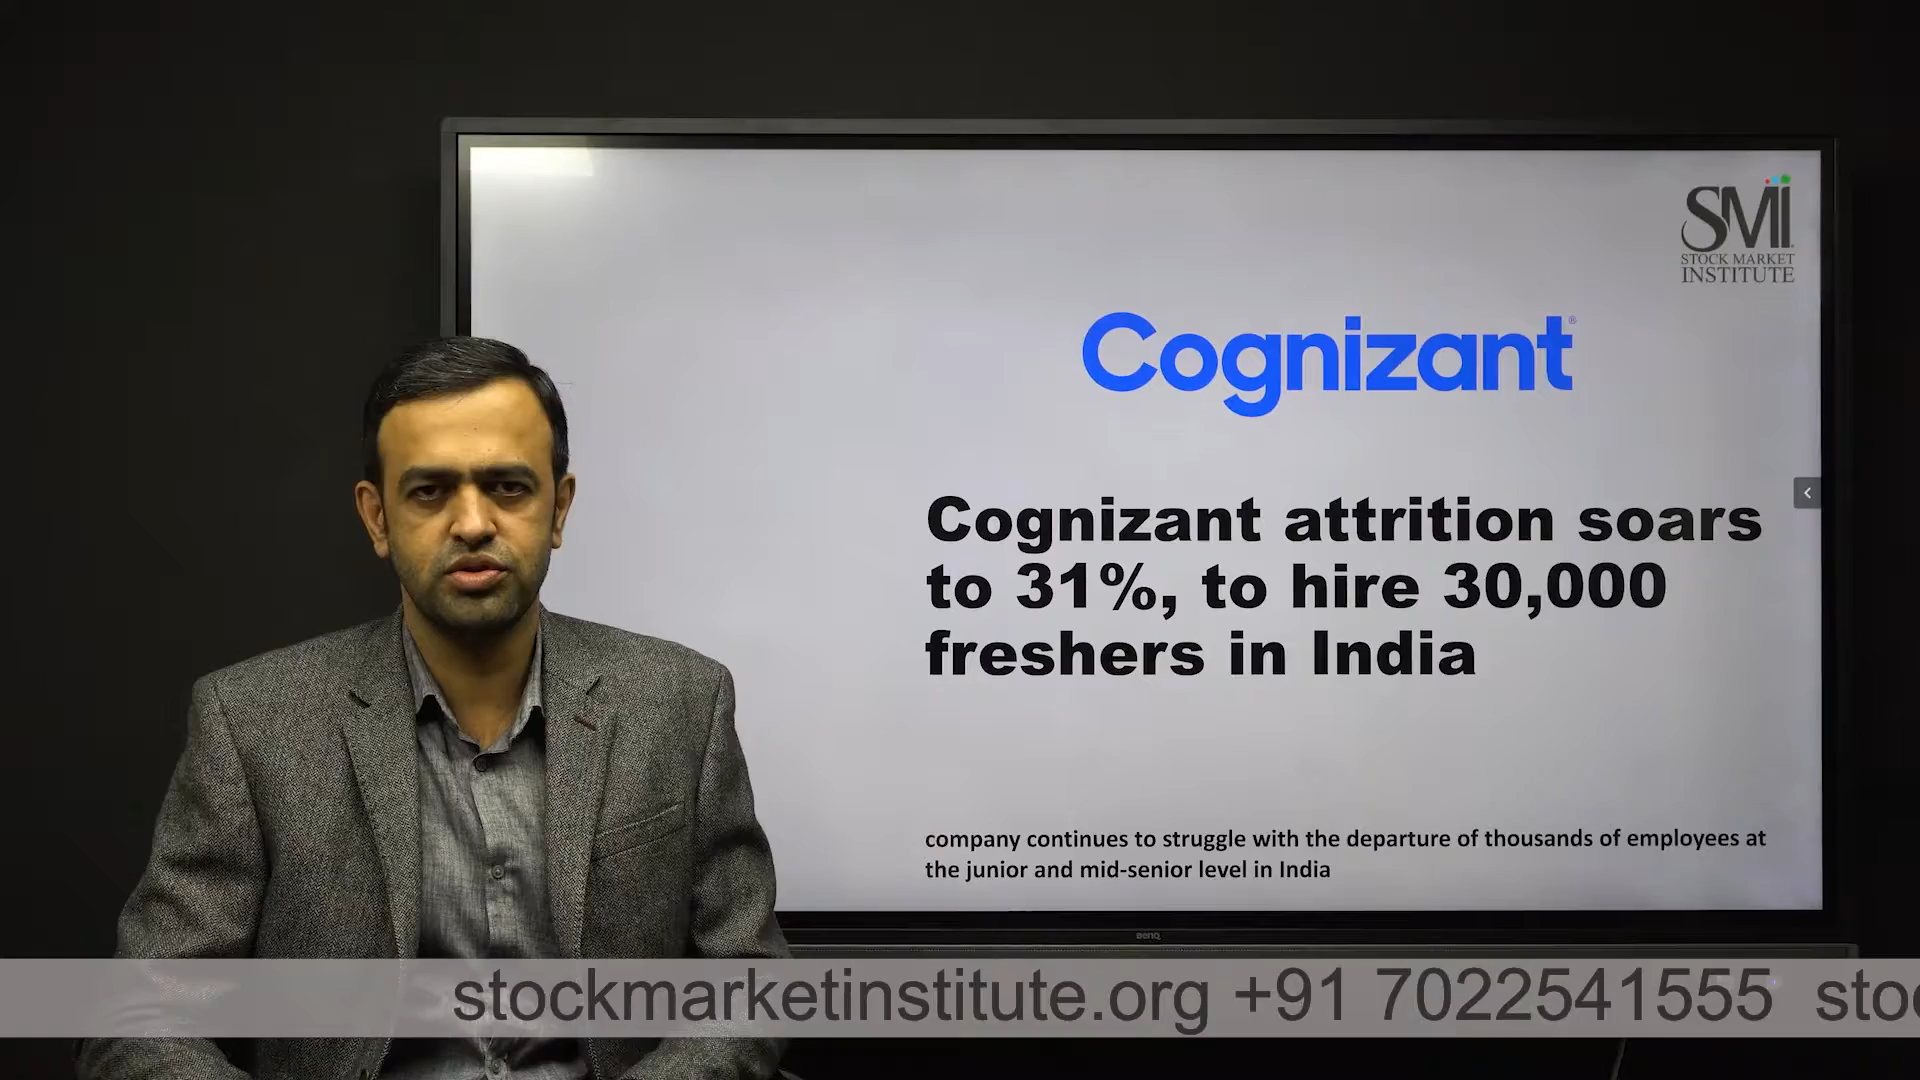 SMi
STOCK MARKET
INSTITUTE
Cognizant®
Cognizant attrition soars
to 31%, to hire 30,000
freshers in India
company continues to struggle with the departure of thousands of employees at
the junior and mid-senior level in India
BenQ
stockmarketinstitute.org +91 7022541555 stoc